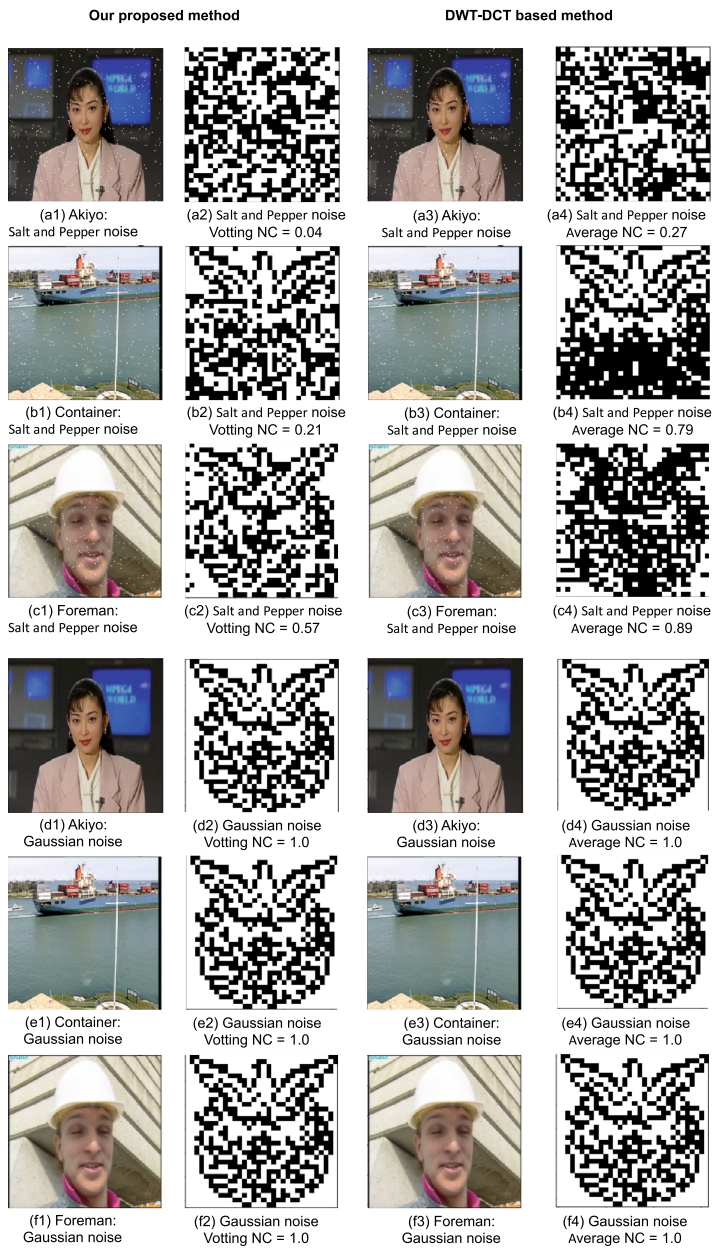 Our proposed method
DWT-DCT based method
MPEG4
WORLD
MPEG4
WORLD
(a1) Akiyo:
Salt and Pepper noise
(a2) Salt and Pepper noise
Votting NC = 0.04
(a3) Akiyo:
Salt and Pepper noise
(a4) Salt and Pepper noise
Average NC = 0.27
(b1) Container:
Salt and Pepper noise
(b2) Salt and Pepper noise
Votting NC = 0.21
(b3) Container:
Salt and Pepper noise
(b4) Salt and Pepper noise
Average NC = 0.79
(c1) Foreman:
Salt and Pepper noise
(c2) Salt and Pepper noise
Votting NC = 0.57
(c3) Foreman:
Salt and Pepper noise
(c4) Salt and Pepper noise
Average NC = 0.89
MPEG4
WORLD
MPEG4
WORLD
(d1) Akiyo:
Gaussian noise
(d2) Gaussian noise
Votting NC = 1.0
(d3) Akiyo:
Gaussian noise
(d4) Gaussian noise
Average NC = 1.0
(e1) Container:
Gaussian noise
(e2) Gaussian noise
Votting NC = 1.0
(e3) Container:
Gaussian noise
(e4) Gaussian noise
Average NC = 1.0
(f1) Foreman:
Gaussian noise
(f2) Gaussian noise
Votting NC = 1.0
(f3) Foreman:
Gaussian noise
(f4) Gaussian noise
Average NC = 1.0